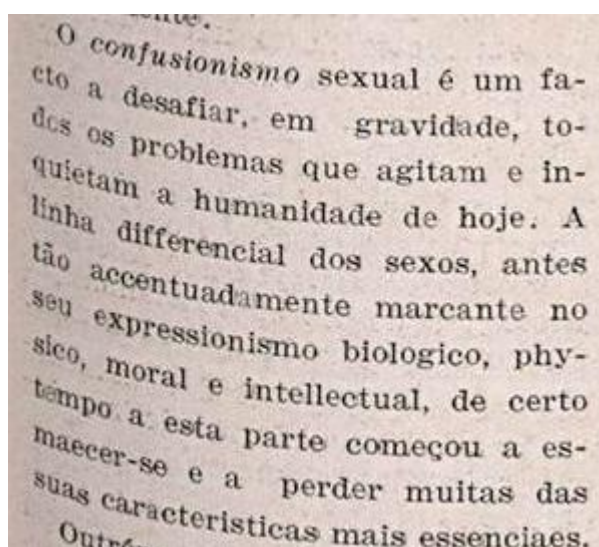 O confusionismo sexual é um fa-
cto a desafiar, em gravidade, to-
dos os problemas que agitam e in-
quietam a humanidade de hoje. A
linha differencial dos sexos, antes
tão accentuadamente marcante no
seu expressionismo biologico, phy-
sico, moral e intellectual, de certo
tempo a esta parte começou a es-
maecer-se e a perder muitas das
suas caracteristicas mais essenciaes.